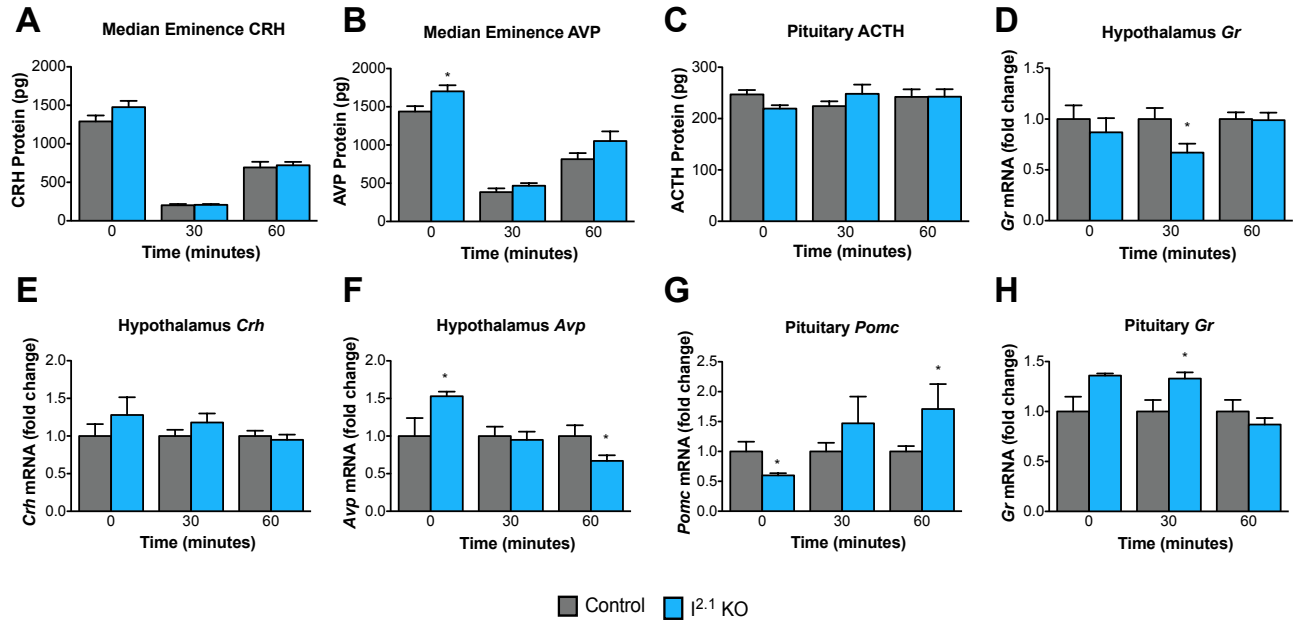 A
Median Eminence CRH
CRH Protein (pg)
2000
1500
1000
500
0
0 30 60
Time (minutes)
B
Median Eminence AVP
AVP Protein (pg)
2000
1500
1000
500
0
*
0 30 60
Time (minutes)
C
Pituitary ACTH
ACTH Protein (pg)
300
250
200
150
100
50
0
0 30 60
Time (minutes)
D
Hypothalamus Gr
Gr mRNA (fold change)
1.5
1.0
0.5
0.0
*
0 30 60
Time (minutes)
E
Hypothalamus Crh
Crh mRNA (fold change)
2.0
1.5
1.0
0.5
0.0
0 30 60
Time (minutes)
F
Hypothalamus Avp
Avp mRNA (fold change)
2.0
1.5
1.0
0.5
0.0
*
*
0 30 60
Time (minutes)
G
Pituitary Pomc
Pomc mRNA (fold change)
2.5
2.0
1.5
1.0
0.5
0.0
*
*
0 30 60
Time (minutes)
H
Pituitary Gr
Gr mRNA (fold change)
1.5
1.0
0.5
0.0
*
0 30 60
Time (minutes)
Control I²·¹ KO